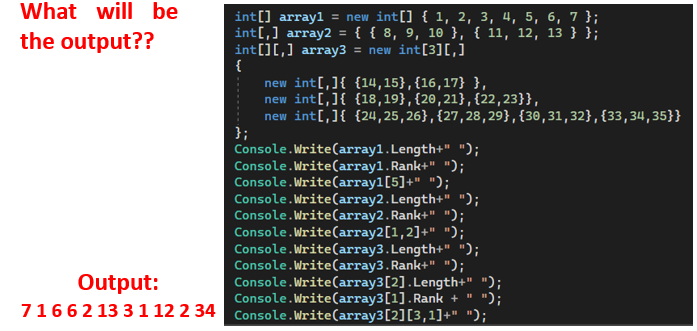 What will be
the output??
int[] array1 = new int[] { 1, 2, 3, 4, 5, 6, 7 };
int[,] array2 = { { 8, 9, 10 }, { 11, 12, 13 } };
int[][,] array3 = new int[3][,]
{
new int[,]{ {14,15},{16,17} },
new int[,]{ {18,19},{20,21},{22,23}},
new int[,]{ {24,25,26},{27,28,29},{30,31,32},{33,34,35}}
};
Console.Write(array1.Length+" ");
Console.Write(array1.Rank+" ");
Console.Write(array1[5]+" ");
Console.Write(array2.Length+" ");
Console.Write(array2.Rank+" ");
Console.Write(array2[1,2]+" ");
Console.Write(array3.Length+" ");
Console.Write(array3.Rank+" ");
Console.Write(array3[2].Length+" ");
Console.Write(array3[1].Rank + " ");
Console.Write(array3[2][3,1]+" ");
Output:
7 1 6 6 2 13 3 1 12 2 34